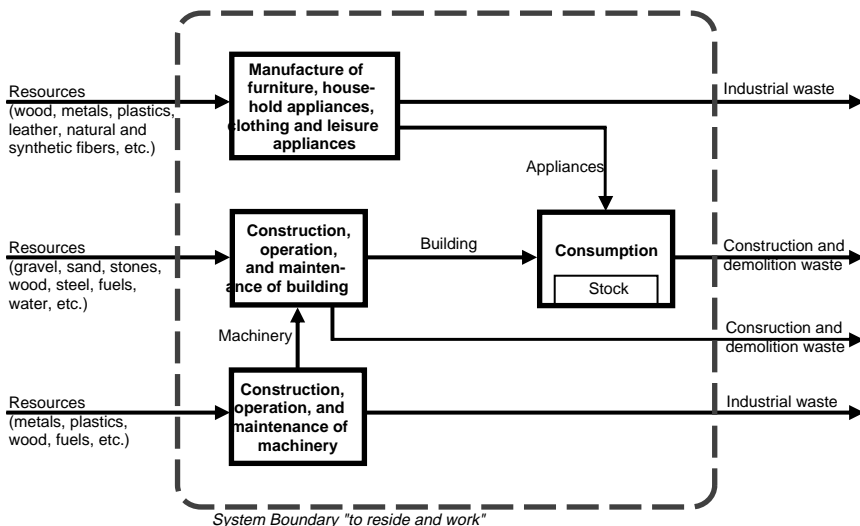 Manufacture of
furniture, house-
hold appliances,
clothing and leisure
appliances
Resources
(wood, metals, plastics,
leather, natural and
synthetic fibers, etc.)
Industrial waste
Appliances
Resources
(gravel, sand, stones,
wood, steel, fuels,
water, etc.)
Construction,
operation,
and mainten-
ance of building
Building
Consumption
Stock
Construction and
demolition waste
Machinery
Consruction and
demolition waste
Resources
(metals, plastics,
wood, fuels, etc.)
Construction,
operation, and
maintenance of
machinery
Industrial waste
System Boundary "to reside and work"